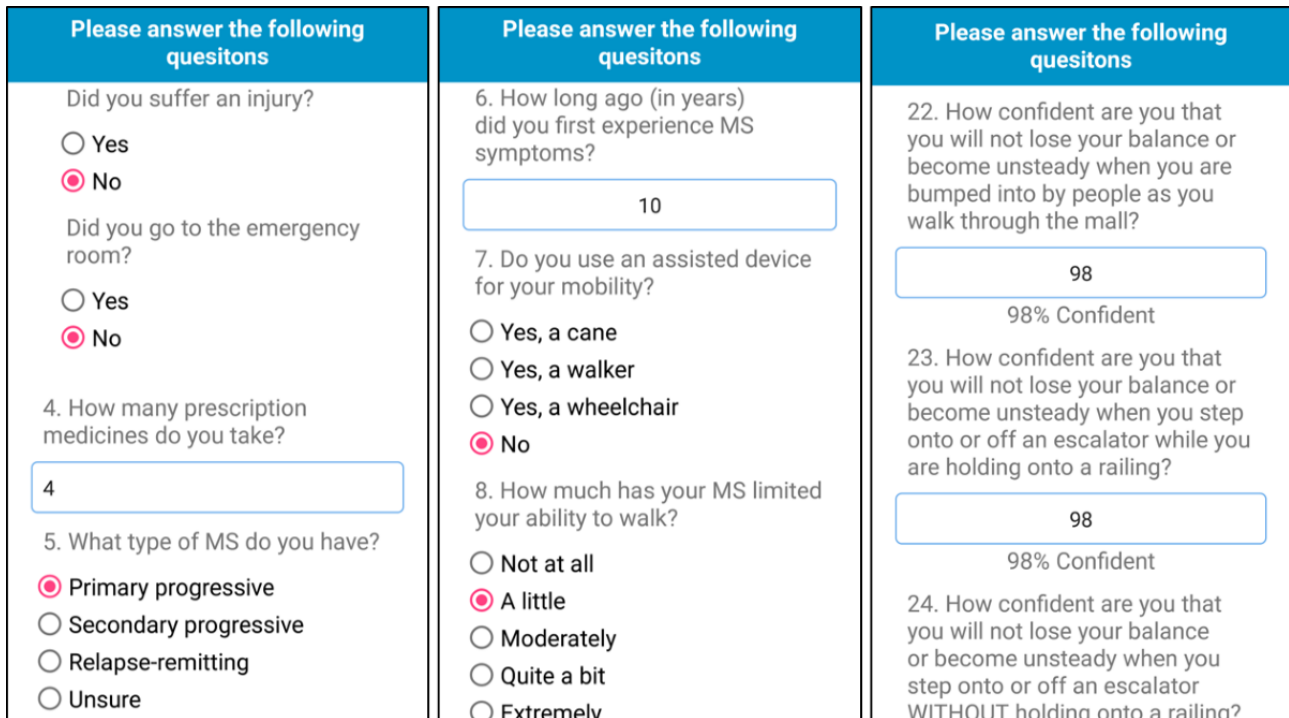 Please answer the following
quesitons
Did you suffer an injury?
Yes
No
Did you go to the emergency
room?
Yes
No
4. How many prescription
medicines do you take?
4
5. What type of MS do you have?
Primary progressive
Secondary progressive
Relapse-remitting
Unsure
Please answer the following
quesitons
6. How long ago (in years)
did you first experience MS
symptoms?
10
7. Do you use an assisted device
for your mobility?
Yes, a cane
Yes, a walker
Yes, a wheelchair
No
8. How much has your MS limited
your ability to walk?
Not at all
A little
Moderately
Quite a bit
Extremely
Please answer the following
quesitons
22. How confident are you that
you will not lose your balance or
become unsteady when you are
bumped into by people as you
walk through the mall?
98
98% Confident
23. How confident are you that
you will not lose your balance or
become unsteady when you step
onto or off an escalator while you
are holding onto a railing?
98
98% Confident
24. How confident are you that
you will not lose your balance
or become unsteady when you
step onto or off an escalator
WITHOUT holding onto a railing?